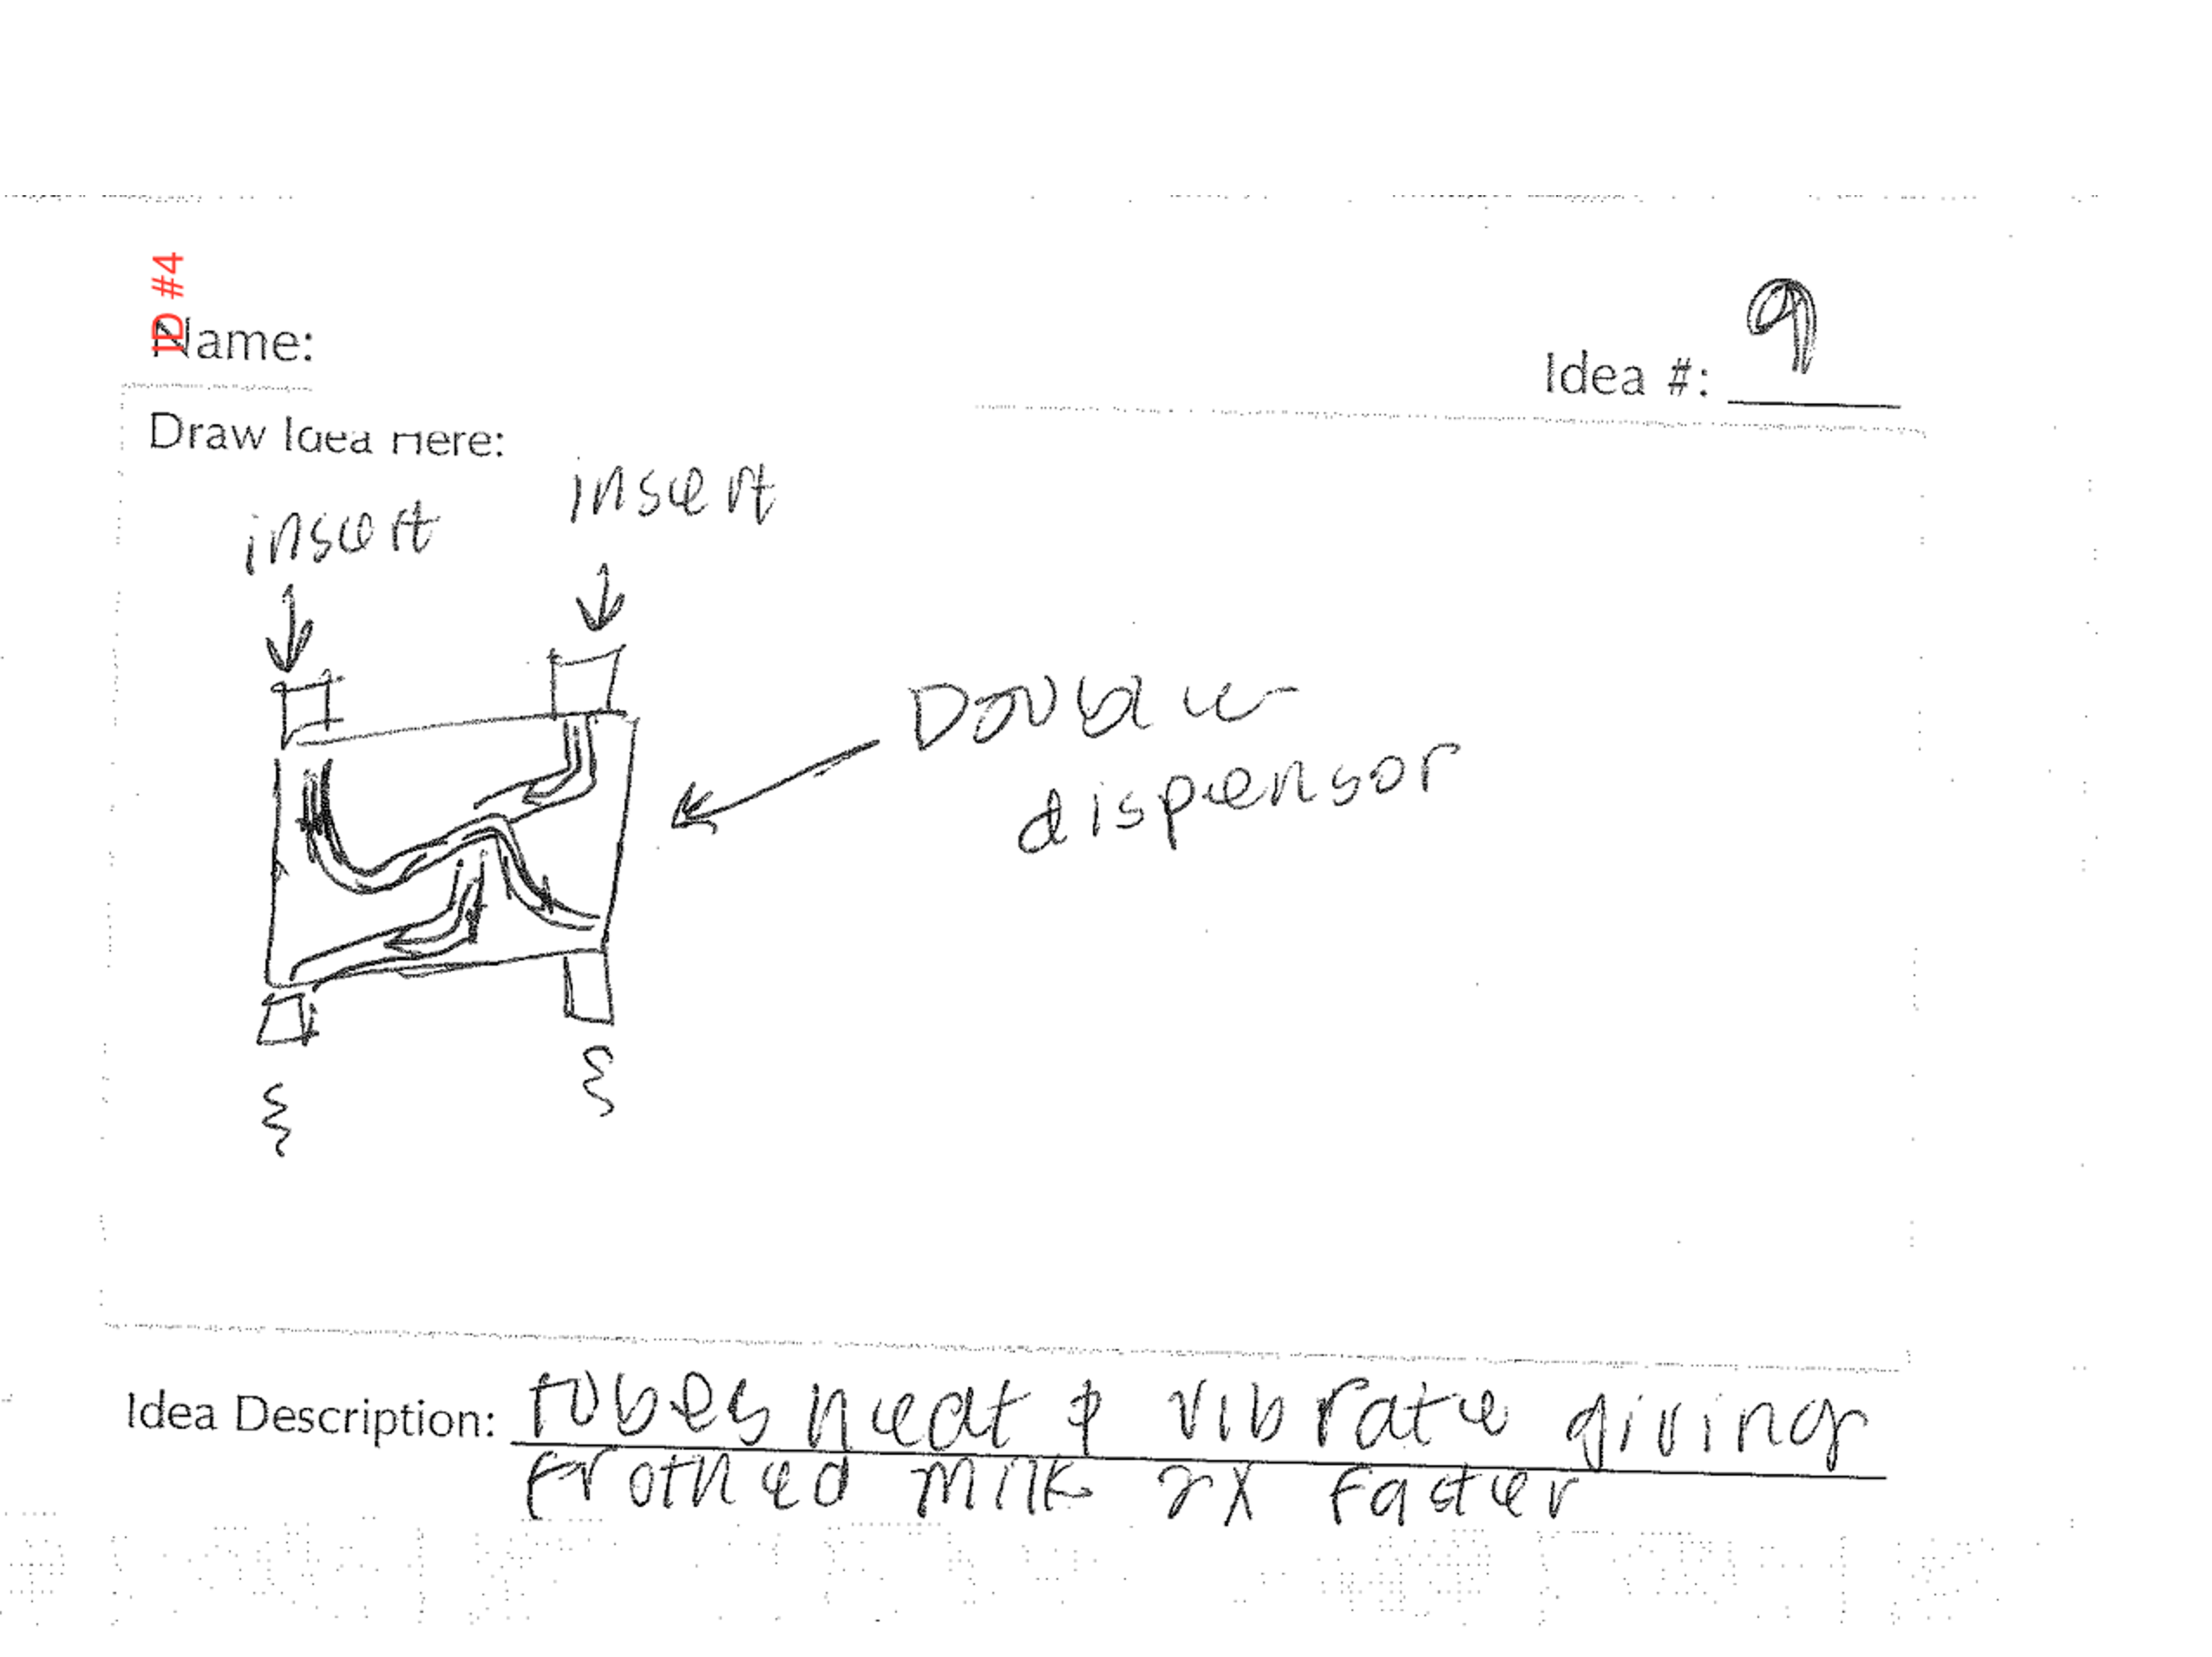 ID #4
Name:
Idea #: 9
Draw Idea Here:
insert
insert
Double
dispensor
Idea Description: tubes heat & vibrate giving
frothed milk 2X faster